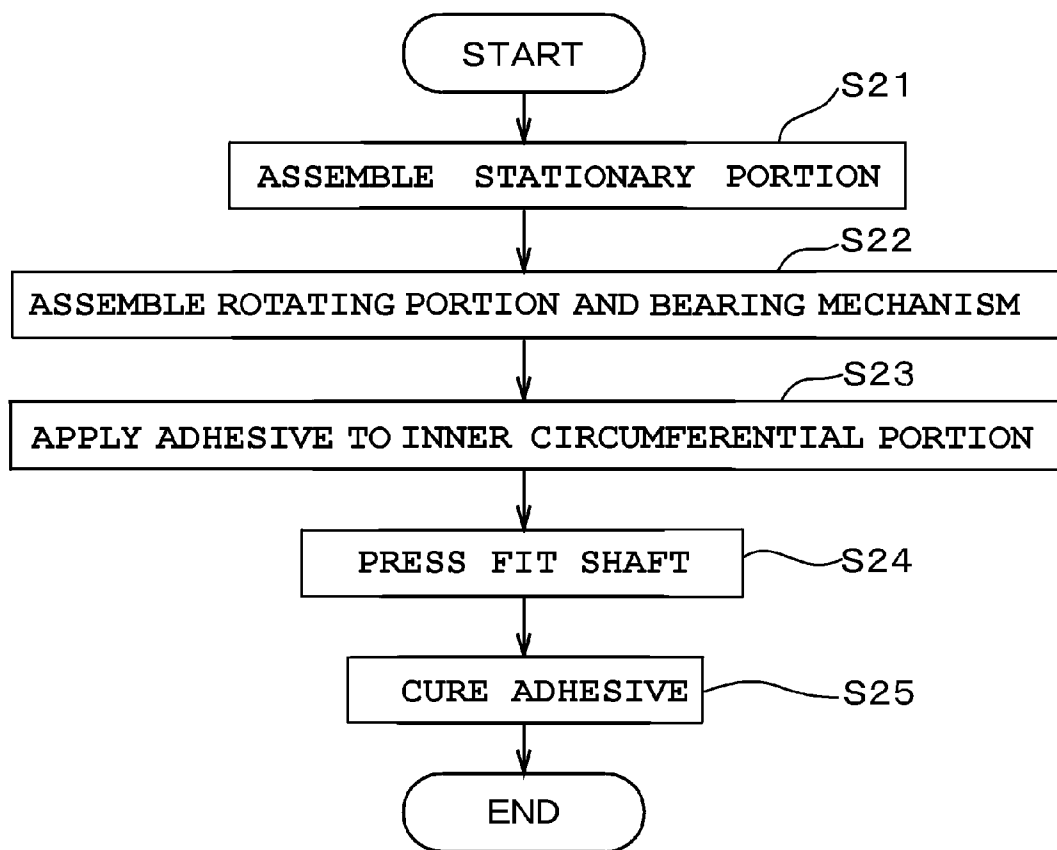 START
S21
ASSEMBLE STATIONARY PORTION
S22
ASSEMBLE ROTATING PORTION AND BEARING MECHANISM
S23
APPLY ADHESIVE TO INNER CIRCUMFERENTIAL PORTION
PRESS FIT SHAFT
S24
CURE ADHESIVE
S25
END